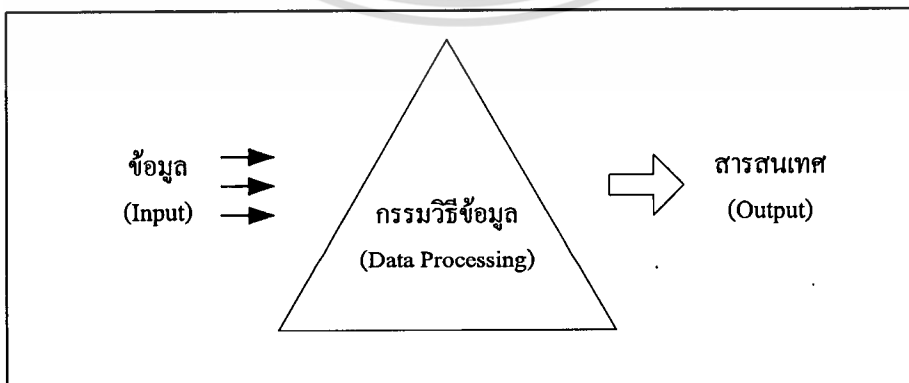 ข้อมูล
(Input)
กรรมวิธีข้อมูล
(Data Processing)
สารสนเทศ
(Output)